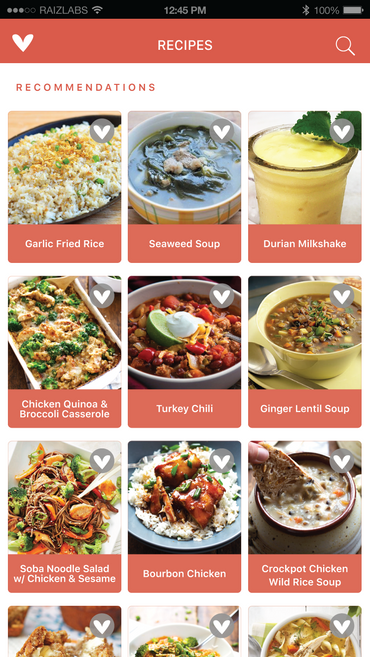 RAIZLABS 12:45 PM 100%
RECIPES
RECOMMENDATIONS
Garlic Fried Rice
Seaweed Soup
Durian Milkshake
Chicken Quinoa &
Broccoli Casserole
Turkey Chili
Ginger Lentil Soup
Soba Noodle Salad
w/ Chicken & Sesame
Bourbon Chicken
Crockpot Chicken
Wild Rice Soup